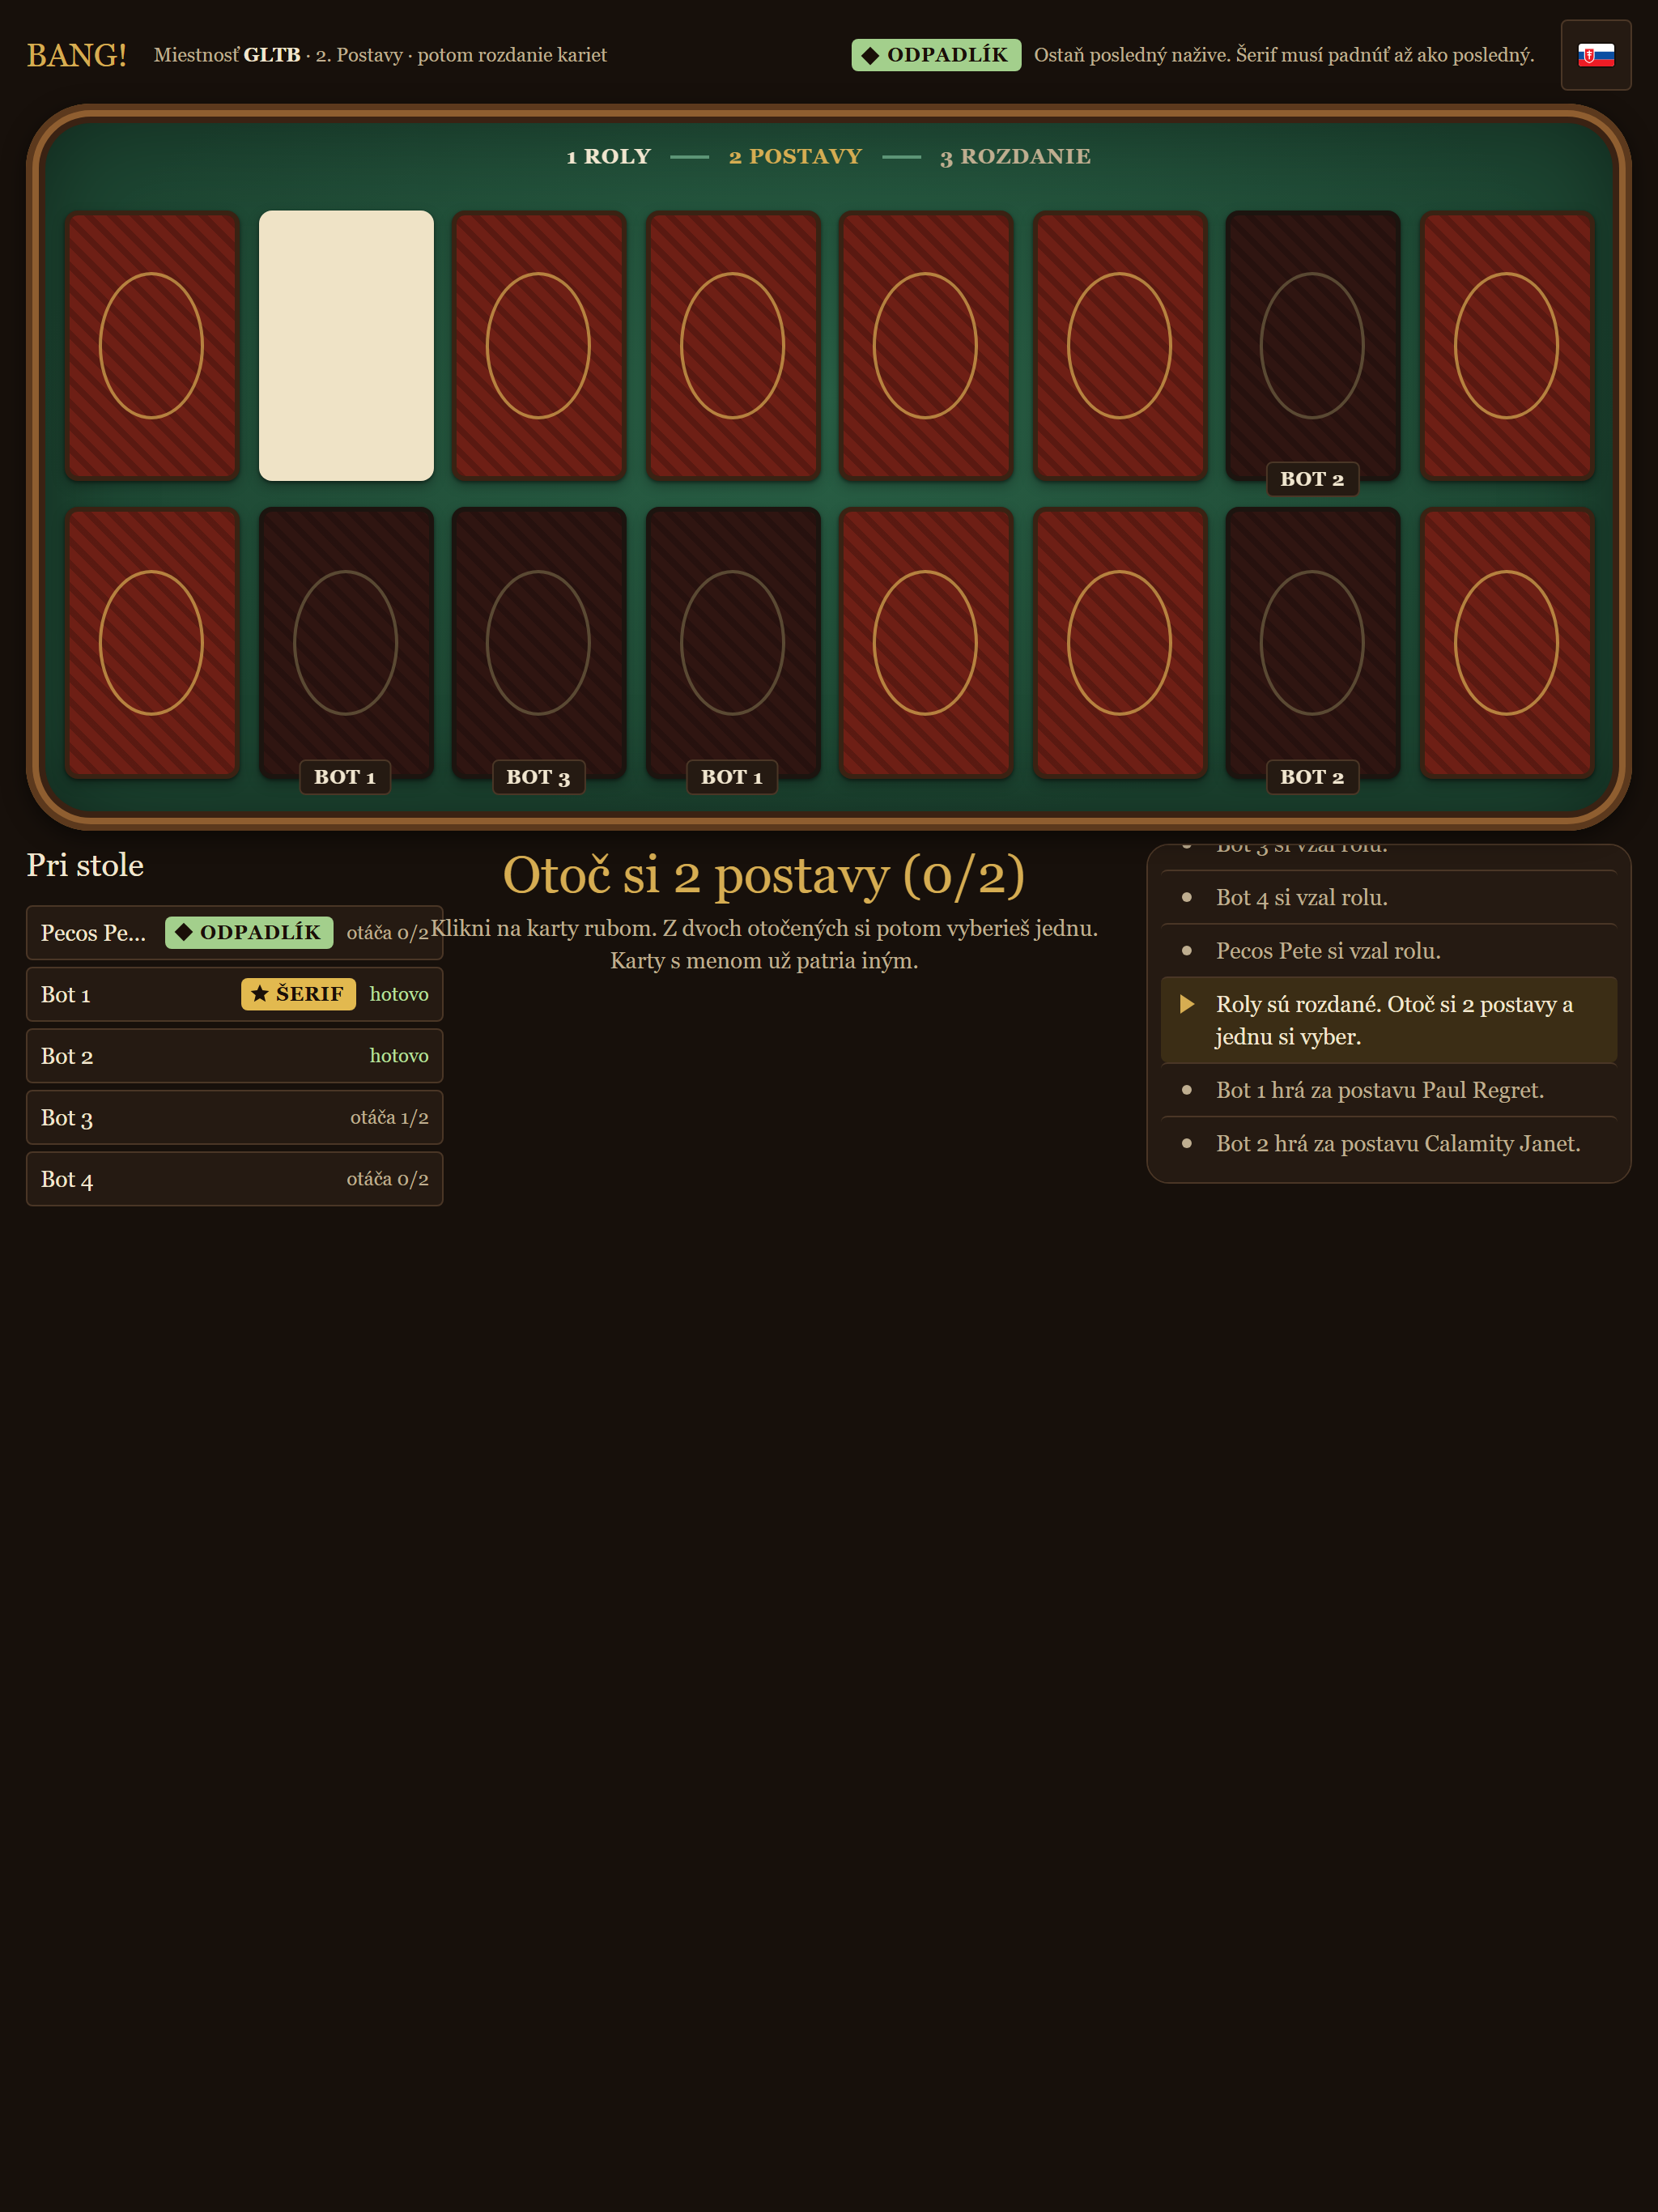 BANG!
Miestnosť GLTB · 2. Postavy · potom rozdanie kariet
ODPADLÍK
Ostaň posledný nažive. Šerif musí padnúť až ako posledný.
1 ROLY
2 POSTAVY
3 ROZDANIE
BOT 2
BOT 1
BOT 3
BOT 1
BOT 2
Pri stole
Pecos Pe... ODPADLÍK otáča 0/2
Bot 1 ŠERIF hotovo
Bot 2 hotovo
Bot 3 otáča 1/2
Bot 4 otáča 0/2
Otoč si 2 postavy (0/2)
Klikni na karty rubom. Z dvoch otočených si potom vyberieš jednu.
Karty s menom už patria iným.
Bot 3 si vzal rolu.
Bot 4 si vzal rolu.
Pecos Pete si vzal rolu.
Roly sú rozdané. Otoč si 2 postavy a
jednu si vyber.
Bot 1 hrá za postavu Paul Regret.
Bot 2 hrá za postavu Calamity Janet.